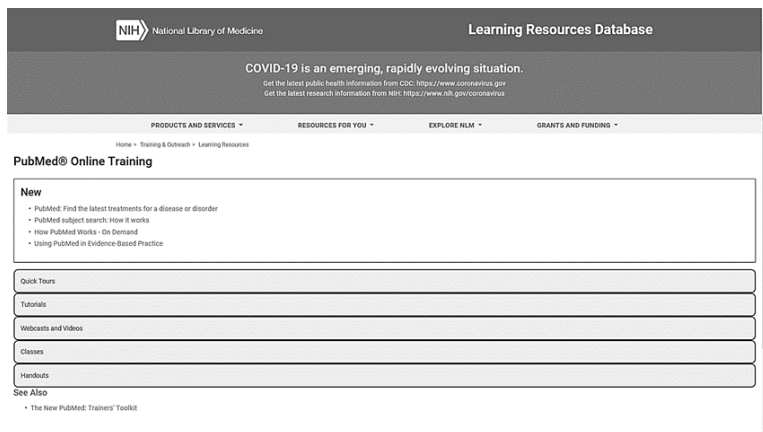 NIH National Library of Medicine
Learning Resources Database
COVID-19 is an emerging, rapidly evolving situation.
Get the latest public health information from CDC: https://www.coronavirus.gov
Get the latest research information from NIH: https://www.nih.gov/coronavirus
PRODUCTS AND SERVICES
RESOURCES FOR YOU
EXPLORE NLM
GRANTS AND FUNDING
Home > Training & Outreach > Learning Resources
PubMed® Online Training
New
• PubMed: Find the latest treatments for a disease or disorder
• PubMed subject search: How it works
• How PubMed Works - On Demand
• Using PubMed in Evidence-Based Practice
Quick Tours
Tutorials
Webcasts and Videos
Classes
Handouts
See Also
• The New PubMed: Trainers' Toolkit